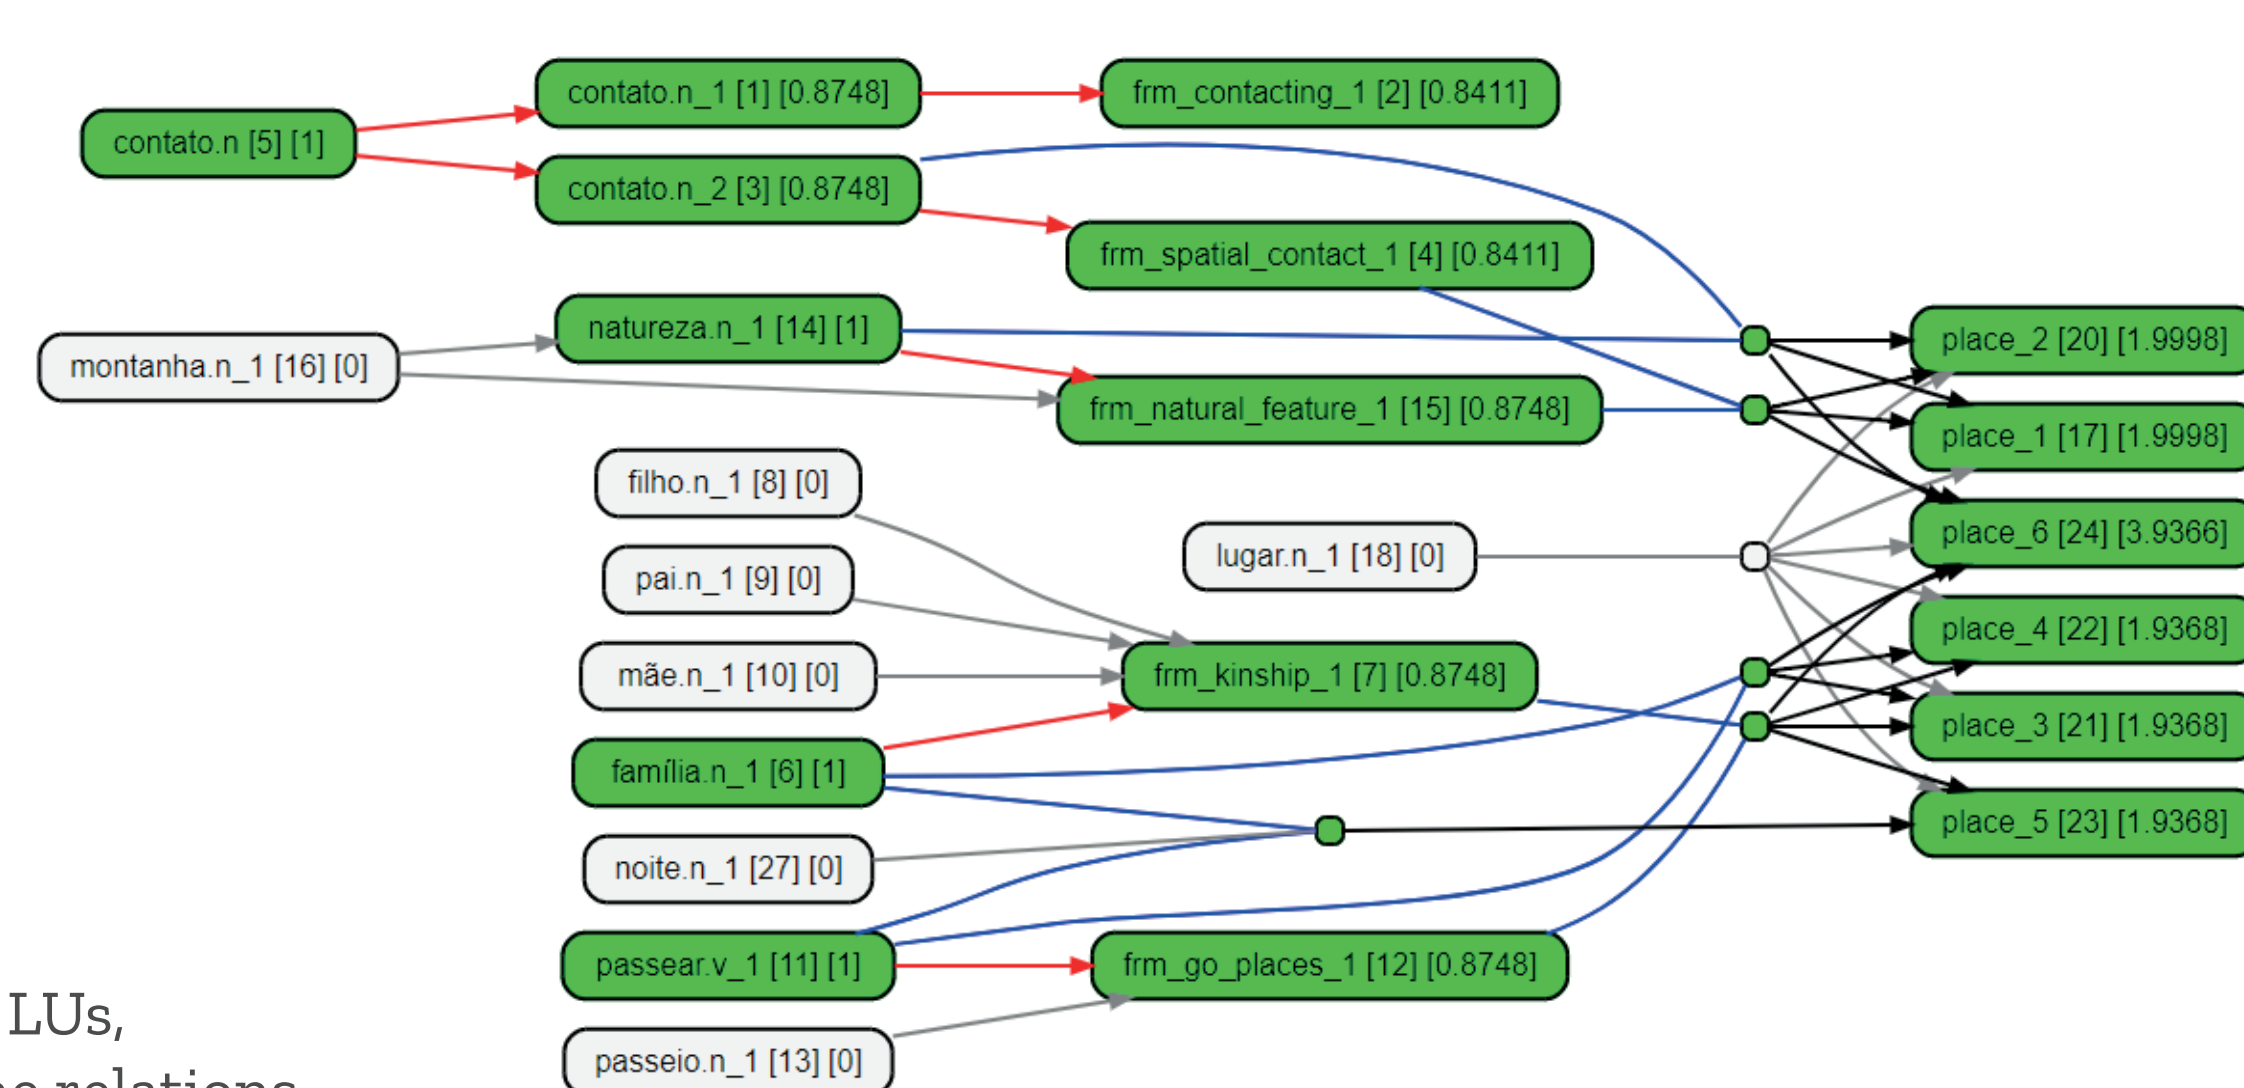 contato.n [5] [1]
contato.n_1 [1] [0.8748]
frm_contacting_1 [2] [0.8411]
contato.n_2 [3] [0.8748]
frm_spatial_contact_1 [4] [0.8411]
montanha.n_1 [16] [0]
natureza.n_1 [14] [1]
frm_natural_feature_1 [15] [0.8748]
filho.n_1 [8] [0]
pai.n_1 [9] [0]
mãe.n_1 [10] [0]
família.n_1 [6] [1]
noite.n_1 [27] [0]
passear.v_1 [11] [1]
passeio.n_1 [13] [0]
lugar.n_1 [18] [0]
frm_kinship_1 [7] [0.8748]
frm_go_places_1 [12] [0.8748]
place_2 [20] [1.9998]
place_1 [17] [1.9998]
place_6 [24] [3.9366]
place_4 [22] [1.9368]
place_3 [21] [1.9368]
place_5 [23] [1.9368]
LUs,
relations